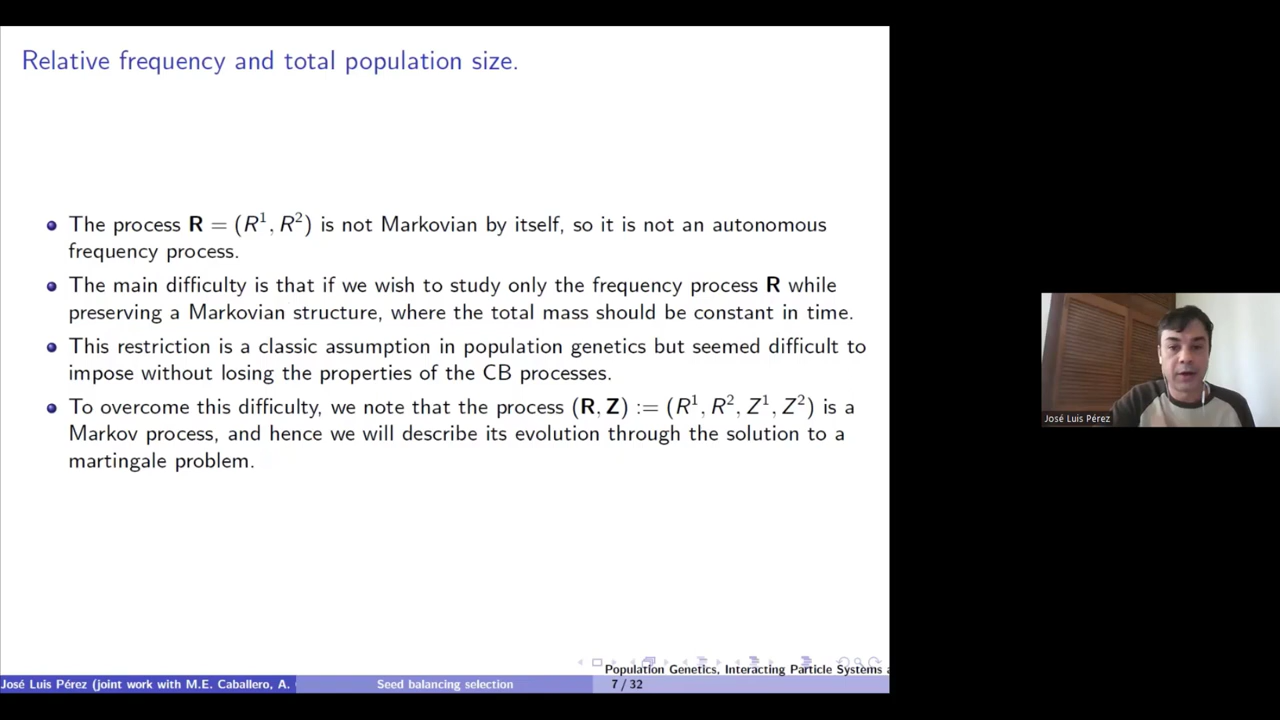 Relative frequency and total population size.
The process R = (R¹, R²) is not Markovian by itself, so it is not an autonomous
frequency process.
The main difficulty is that if we wish to study only the frequency process R while
preserving a Markovian structure, where the total mass should be constant in time.
This restriction is a classic assumption in population genetics but seemed difficult to
impose without losing the properties of the CB processes.
To overcome this difficulty, we note that the process (R, Z) := (R¹, R², Z¹, Z²) is a
Markov process, and hence we will describe its evolution through the solution to a
martingale problem.
José Luis Pérez
Population Genetics, Interacting Particle Systems a
José Luis Pérez (joint work with M.E. Caballero, A.
Seed balancing selection
7 / 32